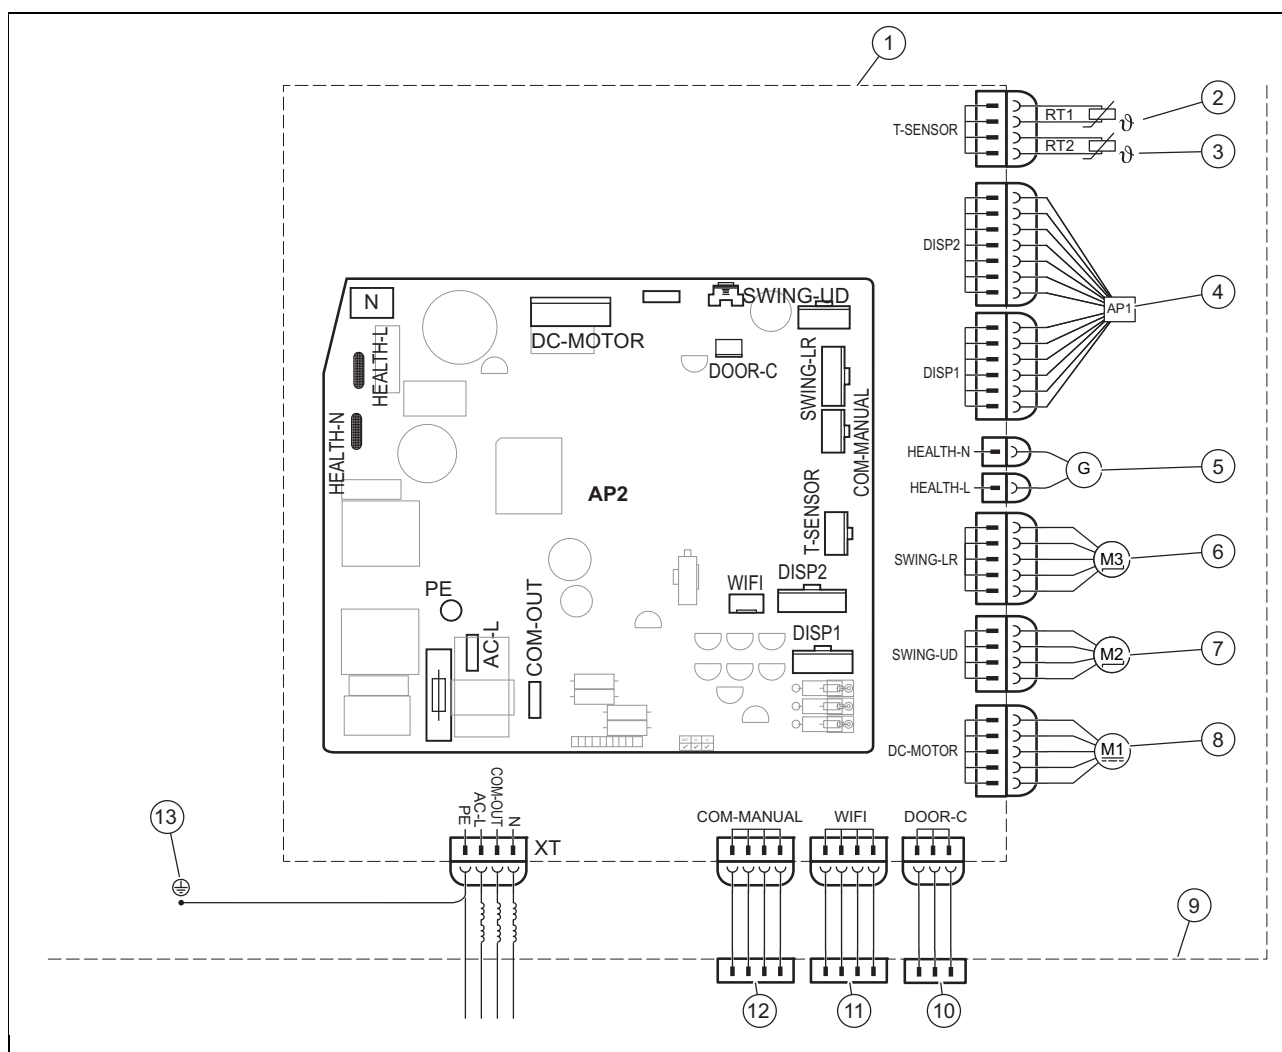 1
T-SENSOR
RT1
RT2
ϑ
ϑ
2
3
DISP2
DISP1
AP1
4
HEALTH-N
HEALTH-L
G
5
SWING-LR
M3
6
SWING-UD
M2
7
DC-MOTOR
M1
8
N
HEALTH-L
HEALTH-N
DC-MOTOR
SWING-UD
DOOR-C
SWING-LR
COM-MANUAL
AP2
T-SENSOR
WIFI
DISP2
DISP1
PE
AC-L
COM-OUT
PE
AC-L
COM-OUT
N
XT
13
COM-MANUAL
WIFI
DOOR-C
9
12
11
10